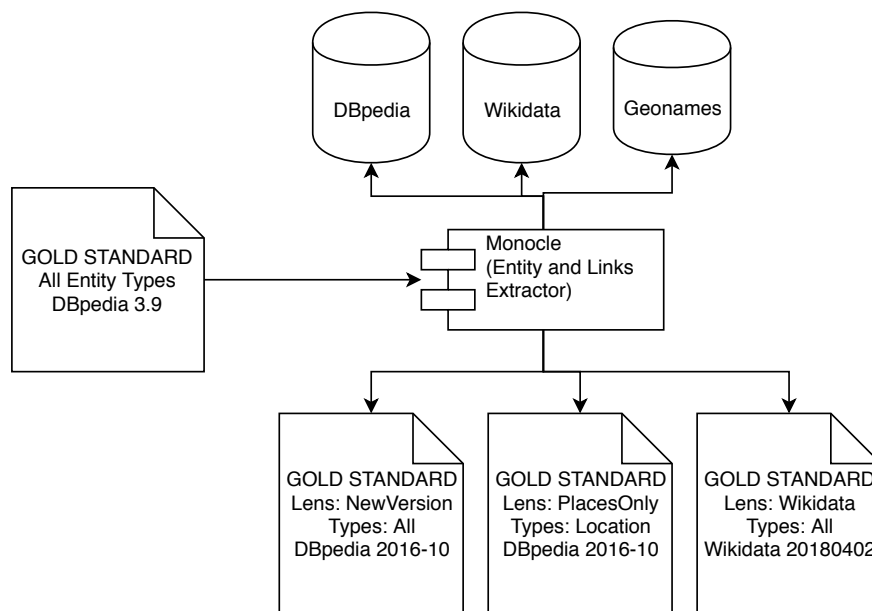 DBpedia
Wikidata
Geonames
GOLD STANDARD
All Entity Types
DBpedia 3.9
Monocle
(Entity and Links
Extractor)
GOLD STANDARD
Lens: NewVersion
Types: All
DBpedia 2016-10
GOLD STANDARD
Lens: PlacesOnly
Types: Location
DBpedia 2016-10
GOLD STANDARD
Lens: Wikidata
Types: All
Wikidata 20180402